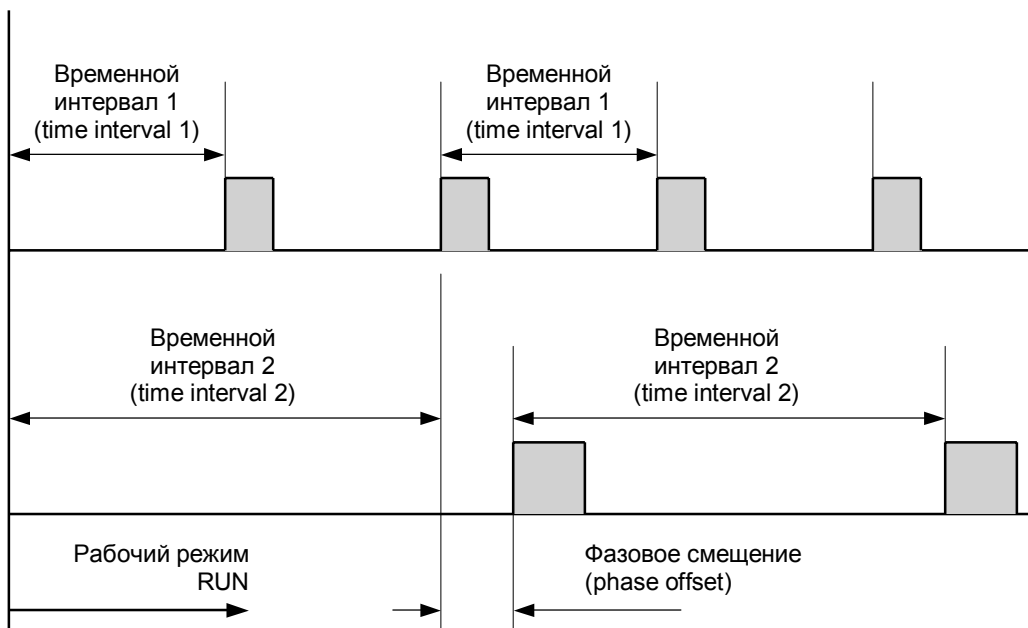 Временной
интервал 1
(time interval 1)
Временной
интервал 1
(time interval 1)
Временной
интервал 2
(time interval 2)
Временной
интервал 2
(time interval 2)
Рабочий режим
RUN
Фазовое смещение
(phase offset)